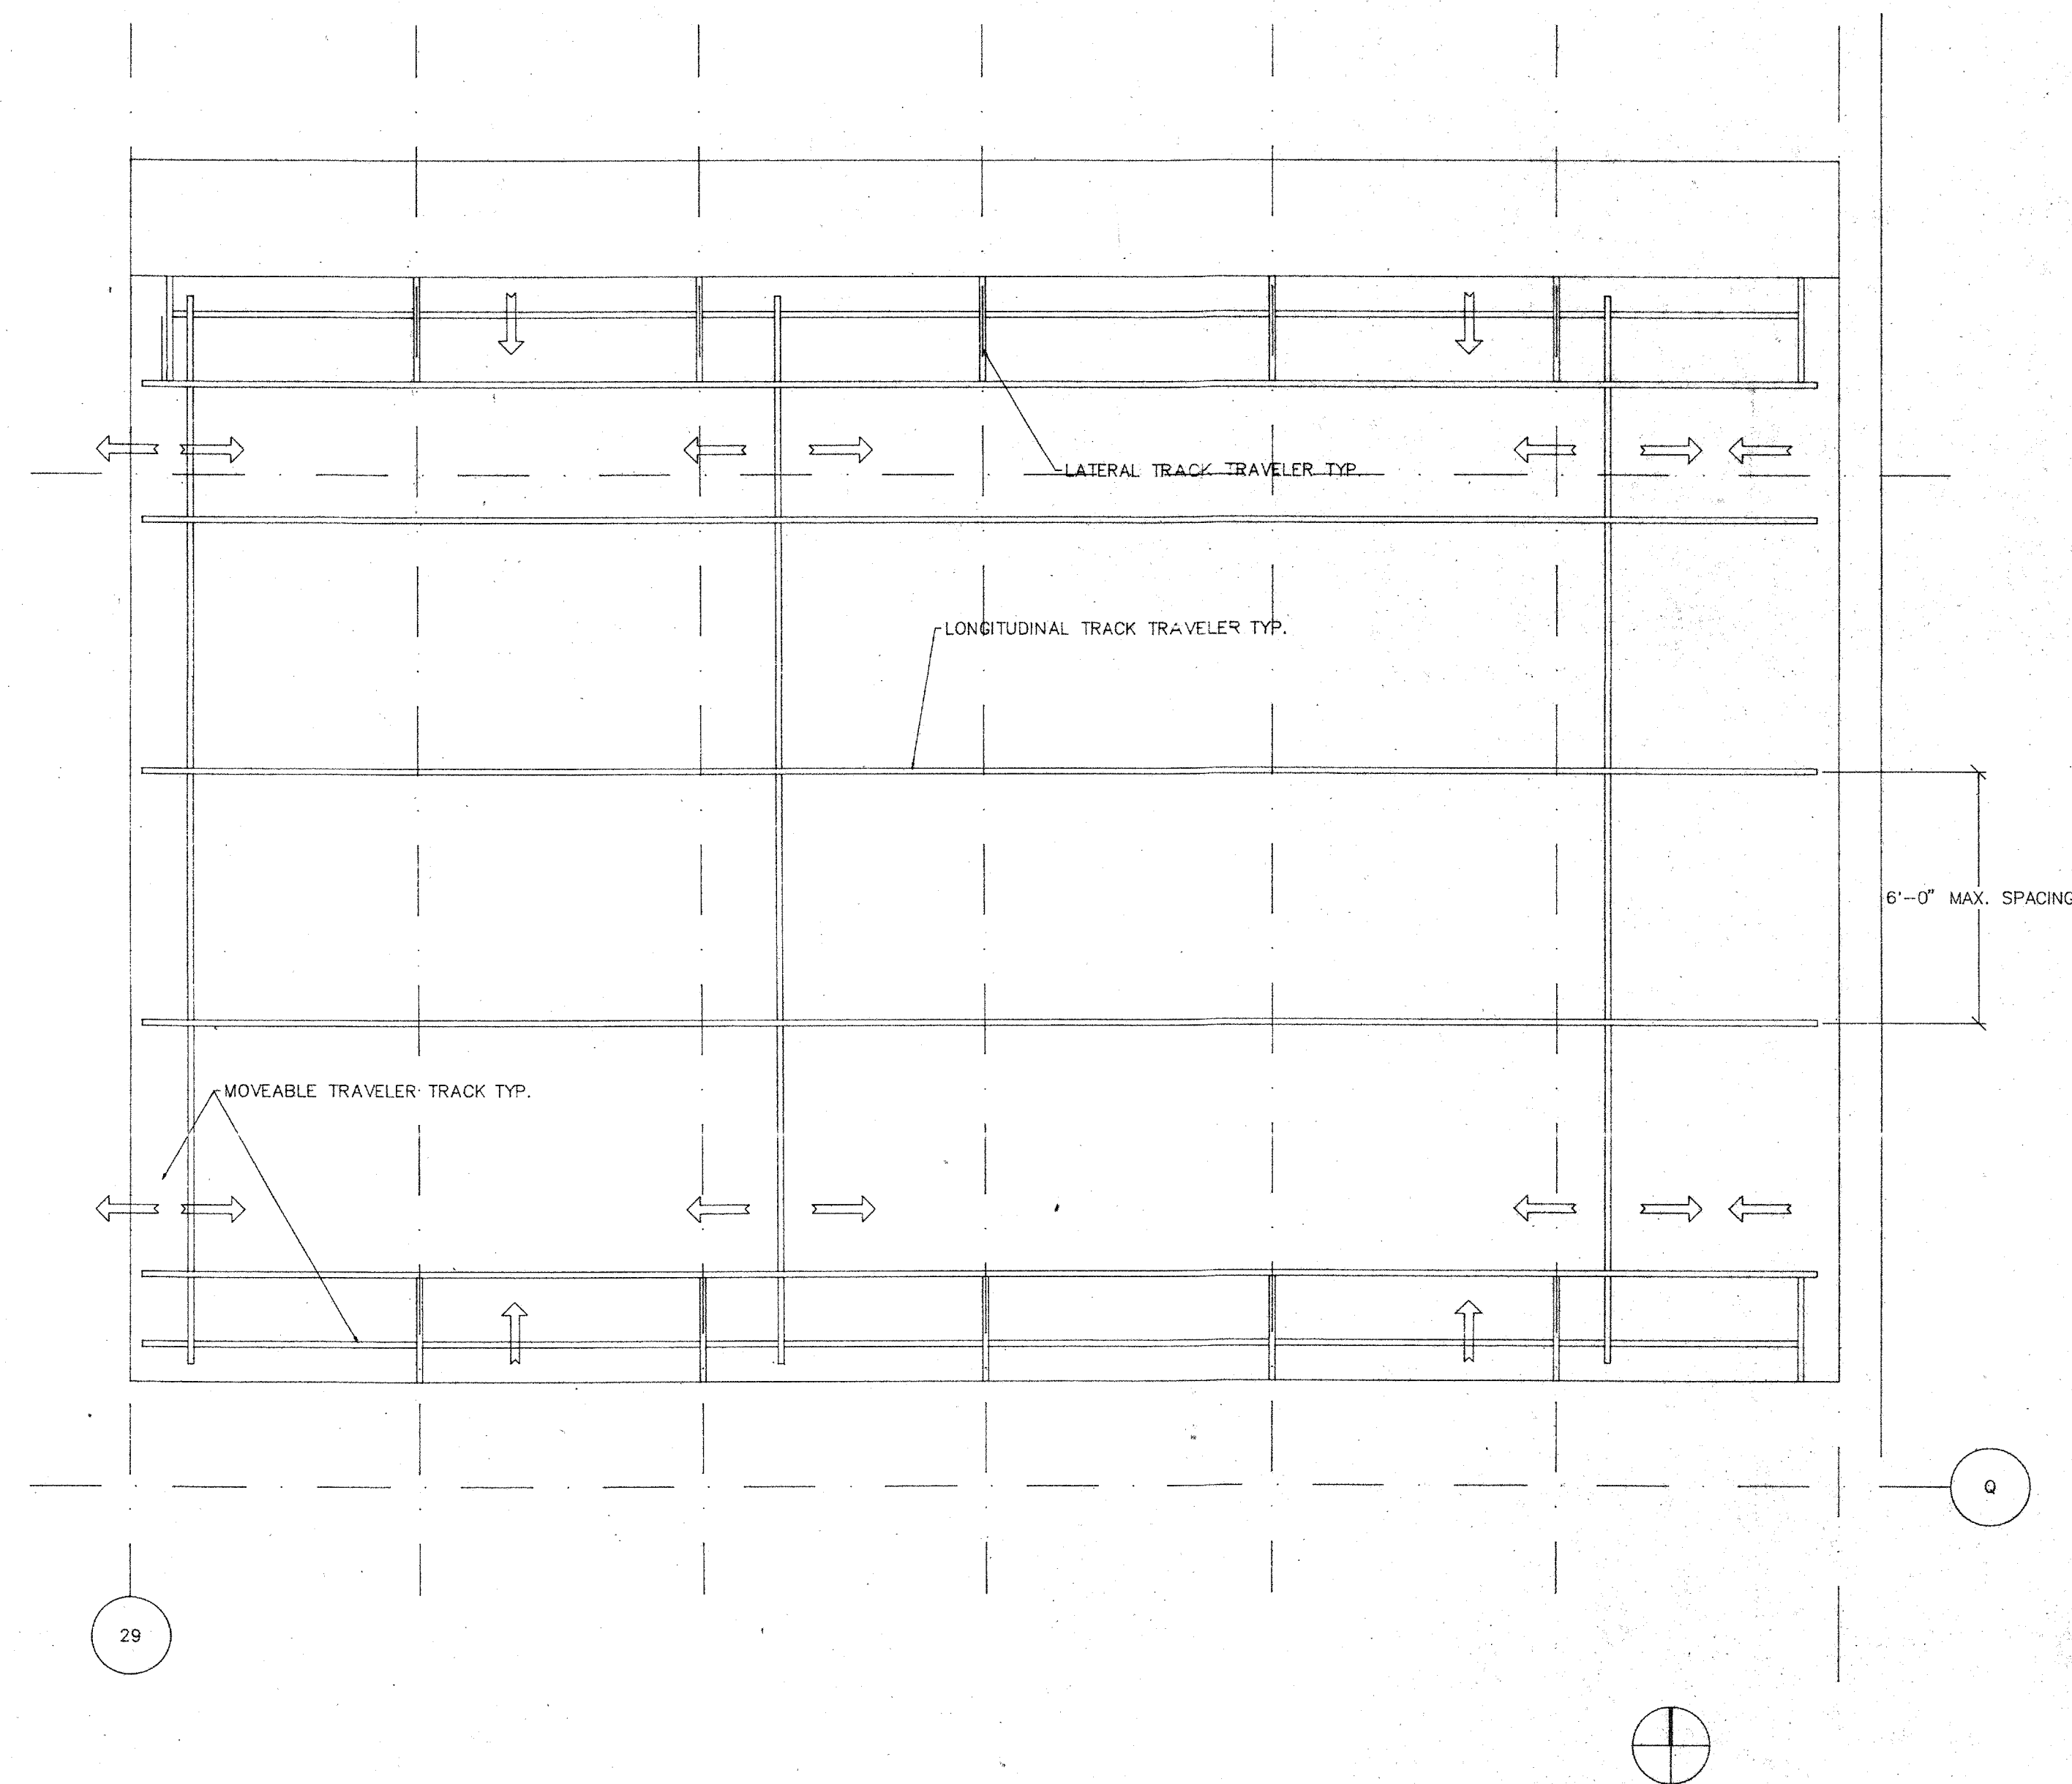 LATERAL TRACK TRAVELER TYP.
LONGITUDINAL TRACK TRAVELER TYP.
6'-0" MAX. SPACING
MOVEABLE TRAVELER TRACK TYP.
Q
29